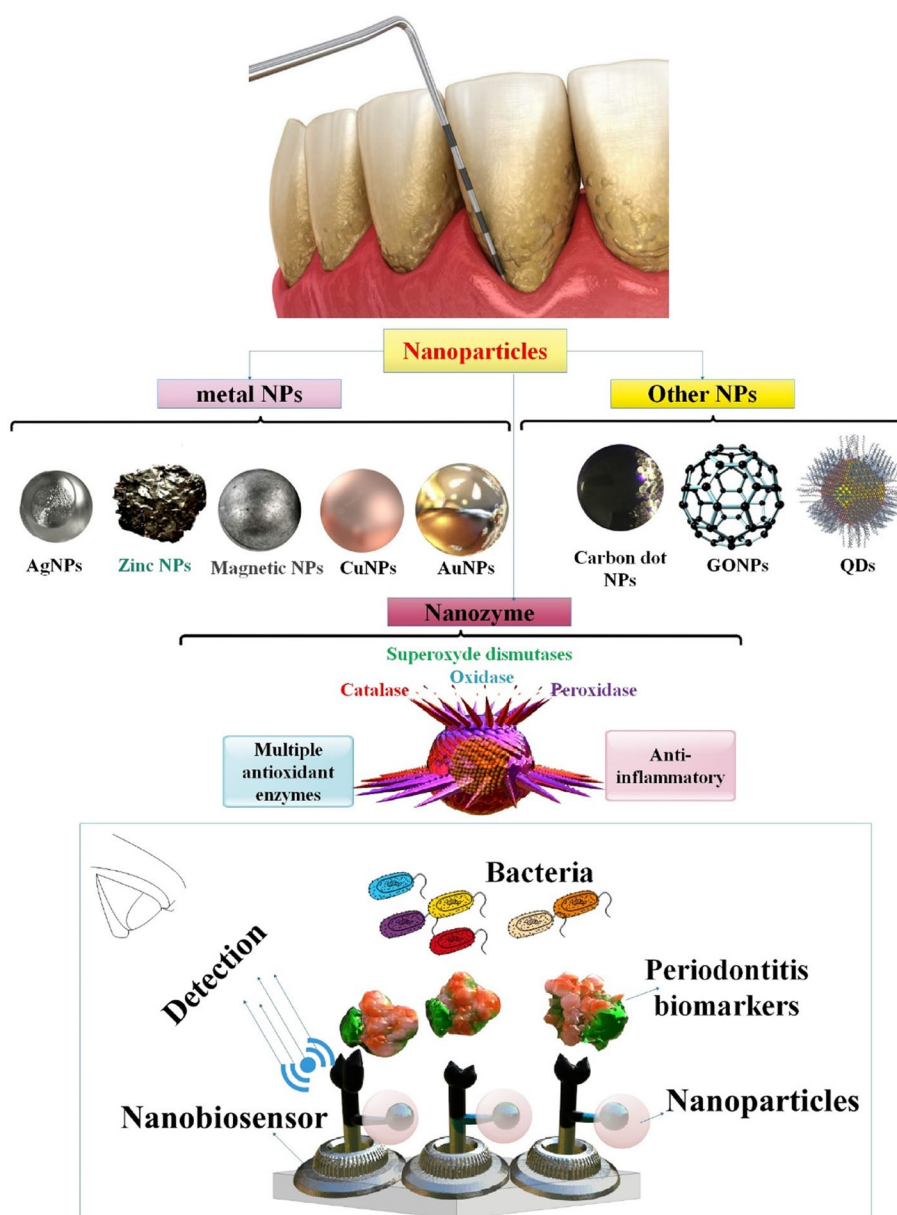 Nanoparticles
metal NPs
Other NPs
AgNPs
Zinc NPs
Magnetic NPs
CuNPs
AuNPs
Carbon dot
NPs
GONPs
QDs
Nanozyme
Superoxyde dismutases
Oxidase
Catalase
Peroxidase
Multiple
antioxidant
enzymes
Anti-
inflammatory
Bacteria
Detection
Periodontitis
biomarkers
Nanobiosensor
Nanoparticles